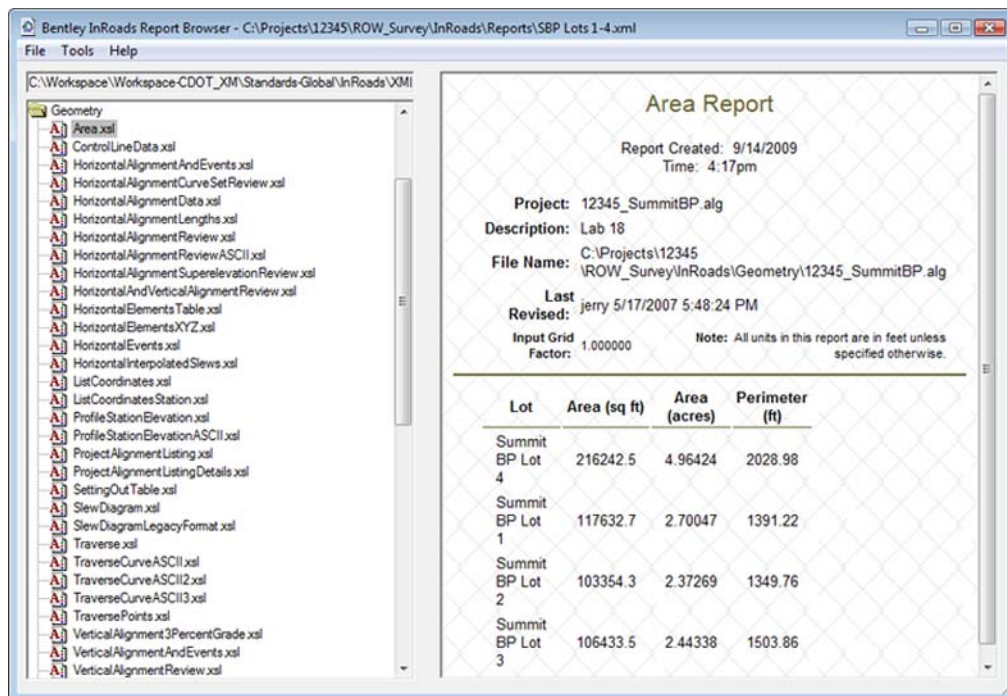 Bentley InRoads Report Browser - C:\Projects\12345\ROW_Survey\InRoads\Reports\SBP Lots 1-4.xml
File Tools Help
C:\Workspace\Workspace-CDOT_XM\Standards-Global\InRoads\XMl
Geometry
Area.xsl
ControlLineData.xsl
HorizontalAlignmentAndEvents.xsl
HorizontalAlignmentCurveSetReview.xsl
HorizontalAlignmentData.xsl
HorizontalAlignmentLengths.xsl
HorizontalAlignmentReview.xsl
HorizontalAlignmentReviewASCII.xsl
HorizontalAlignmentSuperelevationReview.xsl
HorizontalAndVerticalAlignmentReview.xsl
HorizontalElementsTable.xsl
HorizontalElementsXYZ.xsl
HorizontalEvents.xsl
HorizontalInterpolatedSlews.xsl
ListCoordinates.xsl
ListCoordinatesStation.xsl
ProfileStationElevation.xsl
ProfileStationElevationASCII.xsl
ProjectAlignmentListing.xsl
ProjectAlignmentListingDetails.xsl
SettingOutTable.xsl
SlewDiagram.xsl
SlewDiagramLegacyFormat.xsl
Traverse.xsl
TraverseCurveASCII.xsl
TraverseCurveASCII2.xsl
TraverseCurveASCII3.xsl
TraversePoints.xsl
VerticalAlignment3PercentGrade.xsl
VerticalAlignmentAndEvents.xsl
VerticalAlignmentReview.xsl
Area Report
Report Created: 9/14/2009
Time: 4:17pm
Project: 12345_SummitBP.alg
Description: Lab 18
File Name: C:\Projects\12345
\ROW_Survey\InRoads\Geometry\12345_SummitBP.alg
Last
Revised: jerry 5/17/2007 5:48:24 PM
Input Grid
Factor: 1.000000
Note: All units in this report are in feet unless
specified otherwise.
Lot Area (sq ft) Area (acres) Perimeter (ft)
Summit
BP Lot 216242.5 4.96424 2028.98
4
Summit
BP Lot 117632.7 2.70047 1391.22
1
Summit
BP Lot 103354.3 2.37269 1349.76
2
Summit
BP Lot 106433.5 2.44338 1503.86
3